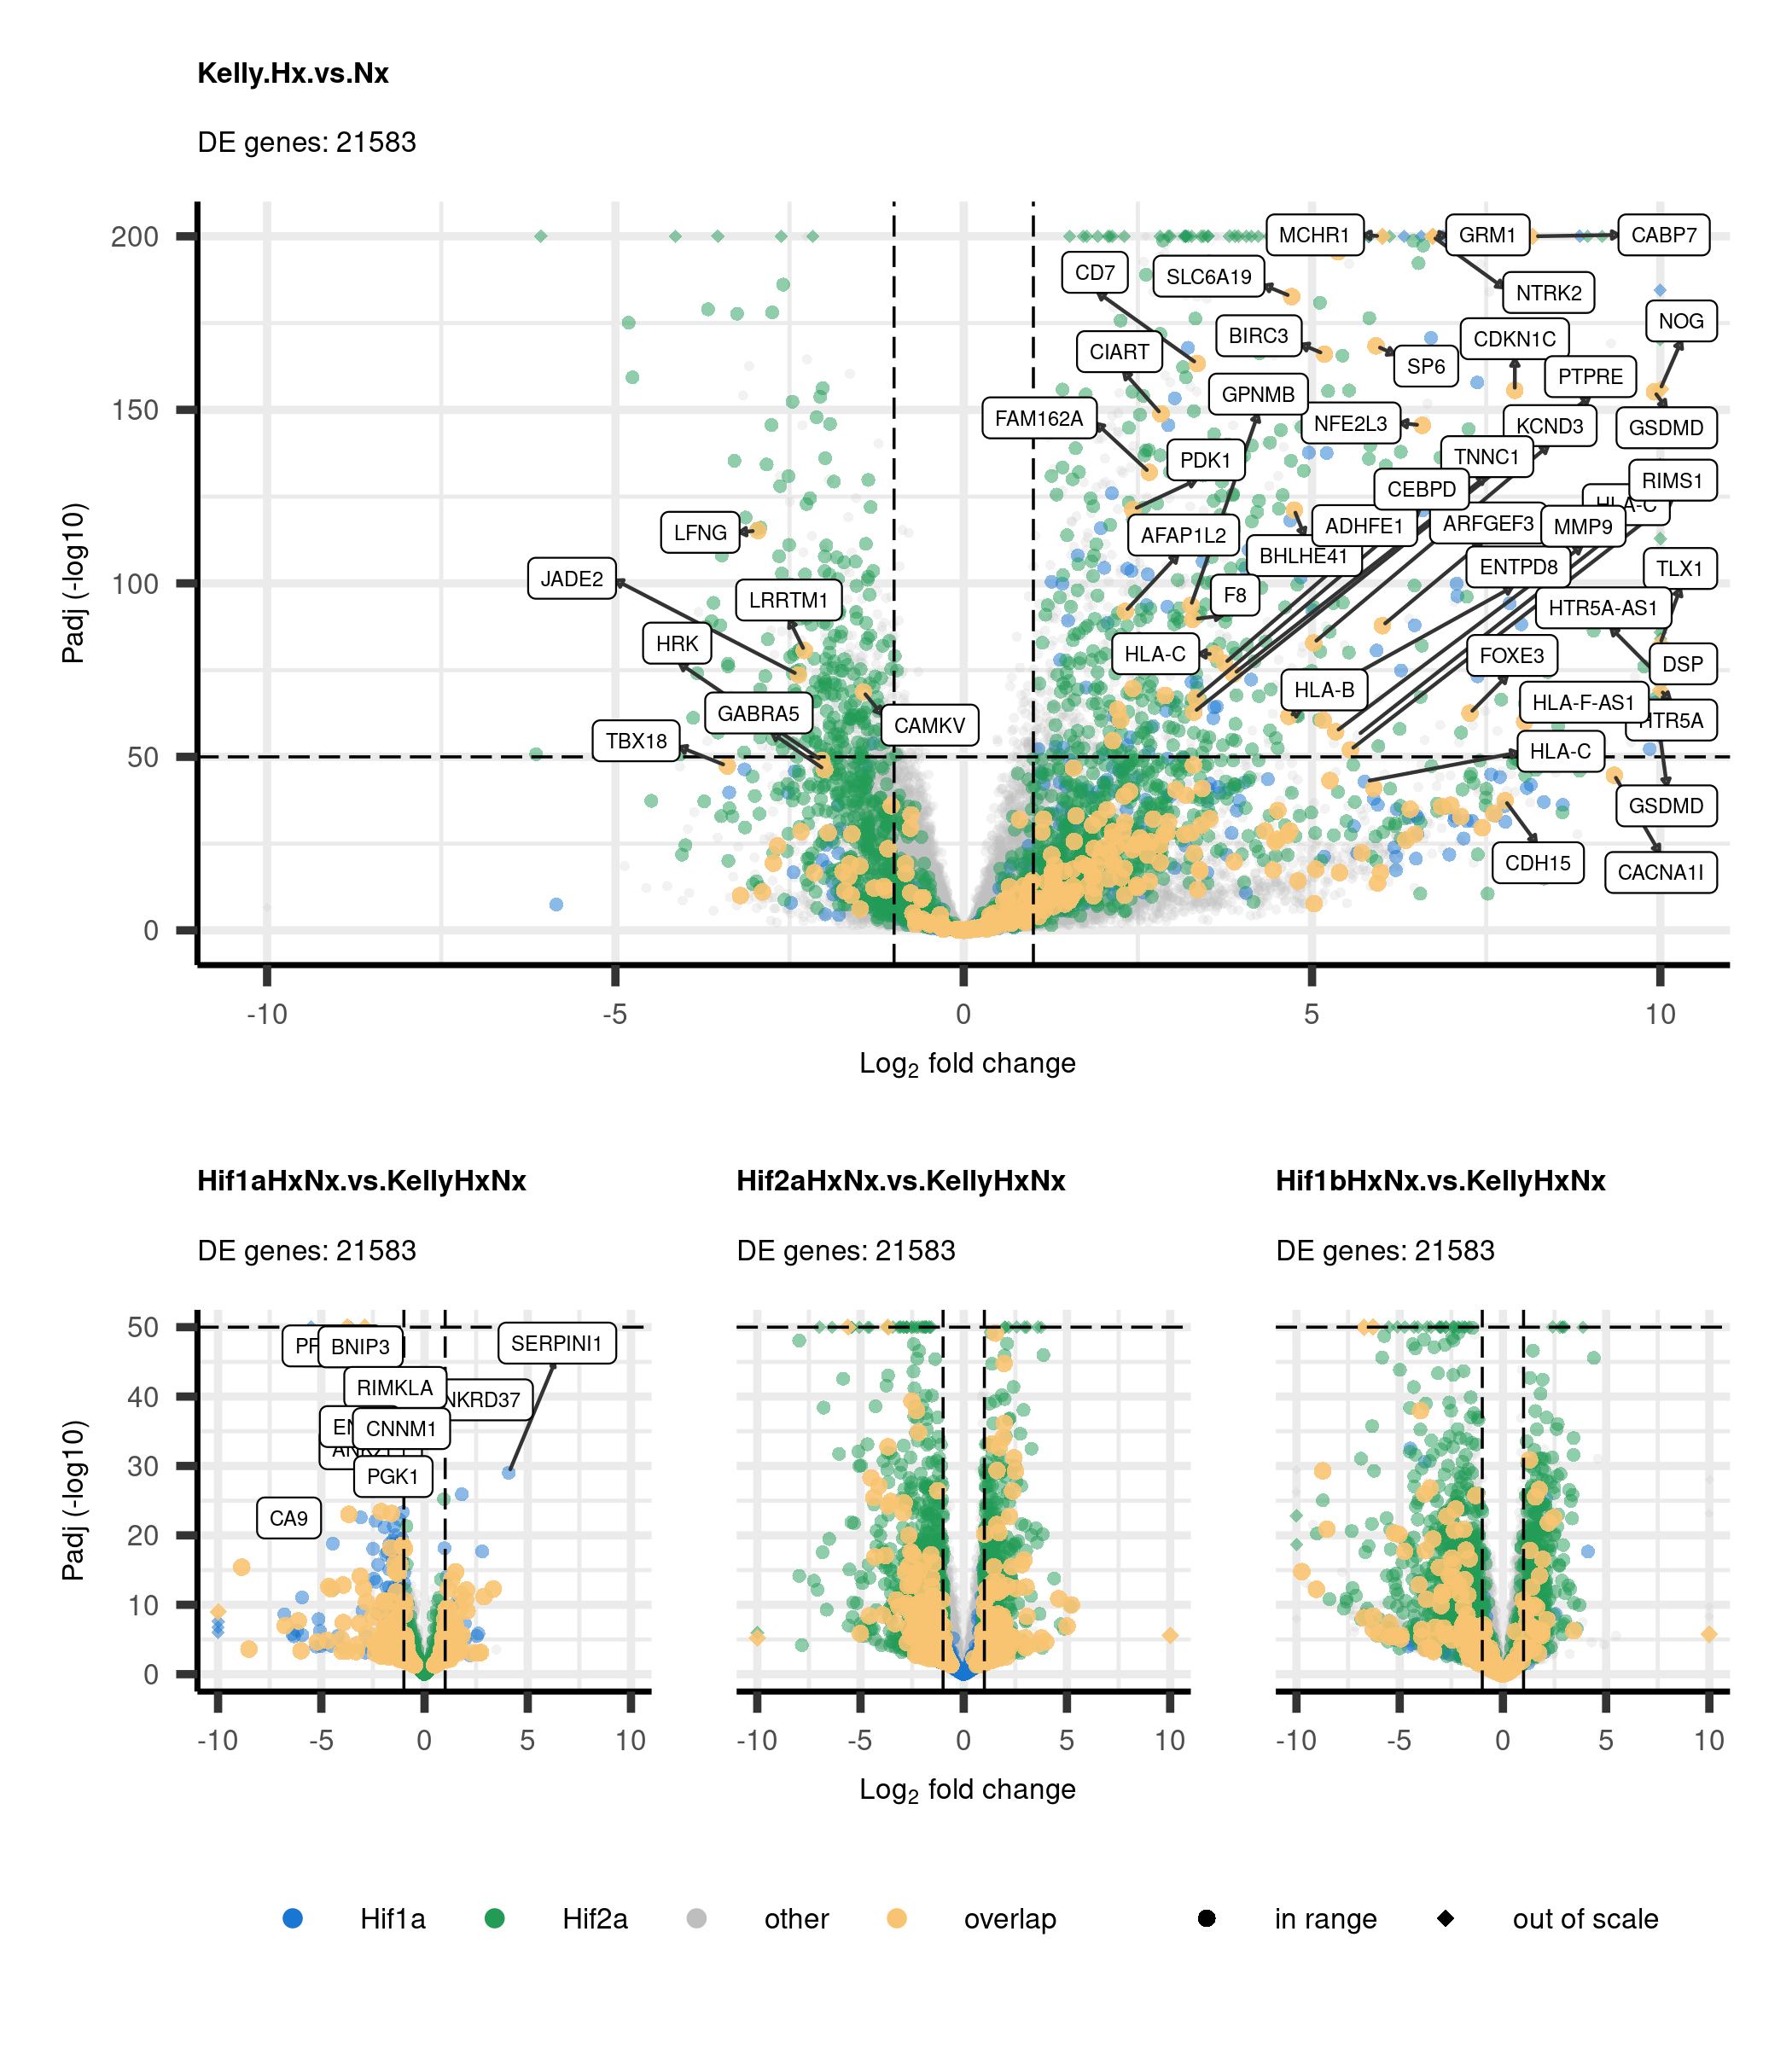 Kelly.Hx.vs.Nx
DE genes: 21583
Padj (-log10)
200
150
100
50
0
MCHR1
GRM1
CABP7
CD7
SLC6A19
NTRK2
NOG
BIRC3
CDKN1C
CIART
SP6
PTPRE
GPNMB
FAM162A
NFE2L3
KCND3
GSDMD
PDK1
TNNC1
RIMS1
CEBPD
HLA-C
LFNG
AFAP1L2
ADHFE1
ARFGEF3
MMP9
BHLHE41
ENTPD8
TLX1
JADE2
LRRTM1
F8
HTR5A-AS1
HRK
HLA-C
FOXE3
DSP
HLA-B
GABRA5
CAMKV
HLA-F-AS1
HTR5A
TBX18
HLA-C
GSDMD
CDH15
CACNA1I
-10
-5
0
5
10
Log2 fold change
Hif1aHxNx.vs.KellyHxNx
Hif2aHxNx.vs.KellyHxNx
Hif1bHxNx.vs.KellyHxNx
DE genes: 21583
DE genes: 21583
DE genes: 21583
Padj (-log10)
50
40
30
20
10
0
BNIP3
SERPINI1
RIMKLA
NKRD37
CNNM1
PGK1
CA9
-10 -5 0 5 10
-10 -5 0 5 10
-10 -5 0 5 10
Log2 fold change
Hif1a Hif2a other overlap in range out of scale